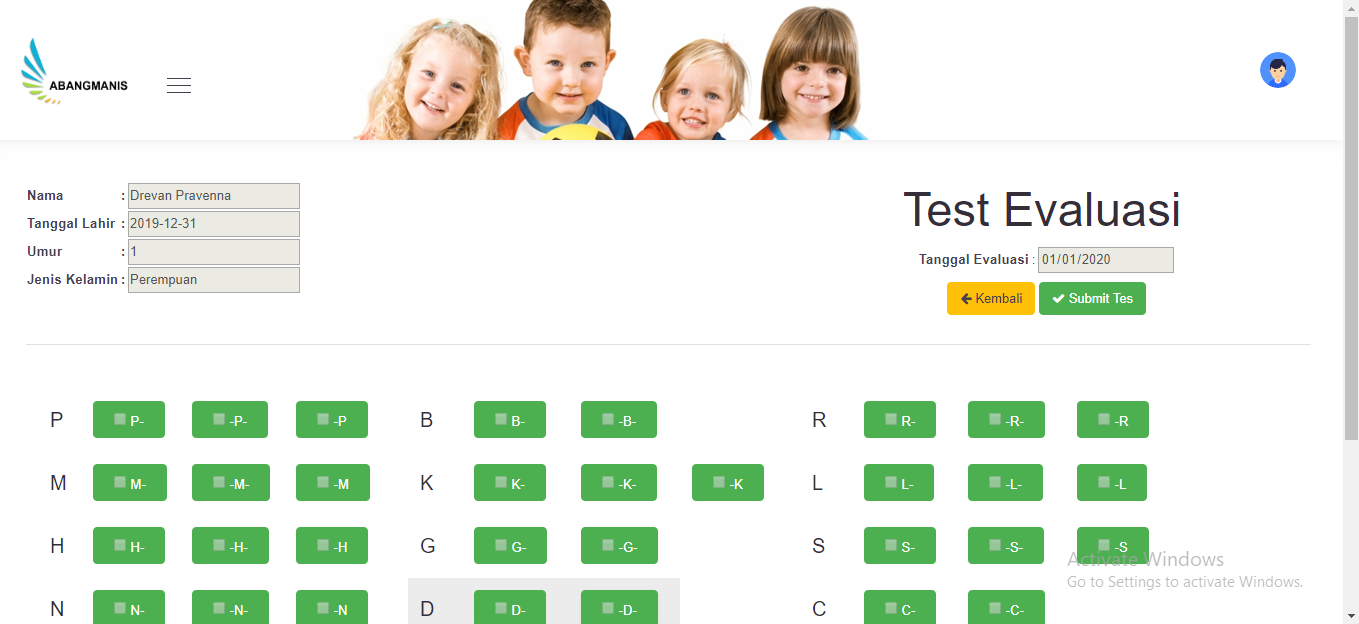 ABANGMANIS
Nama : Drevan Pravenna
Tanggal Lahir : 2019-12-31
Umur : 1
Jenis Kelamin : Perempuan
Test Evaluasi
Tanggal Evaluasi : 01/01/2020
Kembali Submit Tes
P P- -P- -P B B- -B- R R- -R- -R
M M- -M- -M K K- -K- -K L L- -L- -L
H H- -H- -H G G- -G- S S- -S- -S
N N- -N- -N D D- -D- C C- -C-
Activate Windows
Go to Settings to activate Windows.